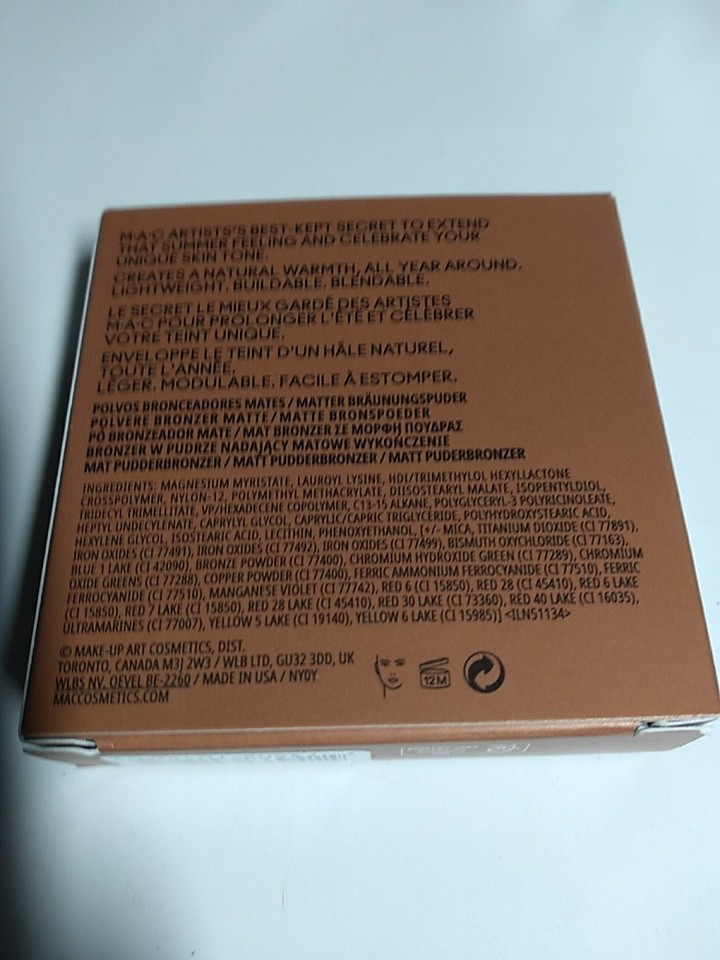 M·A·C ARTISTS'S BEST-KEPT SECRET TO EXTEND
THAT SUMMER FEELING AND CELEBRATE YOUR
UNIQUE SKIN TONE.
CREATES A NATURAL WARMTH, ALL YEAR AROUND.
LIGHTWEIGHT, BUILDABLE, BLENDABLE.
LE SECRET LE MIEUX GARDÉ DES ARTISTES
M·A·C POUR PROLONGER L'ÉTÉ ET CÉLÉBRER
VOTRE TEINT UNIQUE.
ENVELOPPE LE TEINT D'UN HÂLE NATUREL,
TOUTE L'ANNÉE.
LÉGER, MODULABLE, FACILE À ESTOMPER.
POLVOS BRONCEADORES MATES / MATTER BRÄUNUNGSPUDER
POLVERE BRONZER MATTE / MATTE BRONSPOEDER
PÓ BRONZEADOR MATE / ΜΑΤ BRONZER ΣΕ ΜΟΡΦΗ ΠΟΥΔΡΑΣ
BRONZER W PUDRZE NADAJĄCY MATOWE WYKOŃCZENIE
MAT PUDDERBRONZER / MATT PUDDERBRONZER / MATT PUDERBRONZER
INGREDIENTS: MAGNESIUM MYRISTATE, LAUROYL LYSINE, HDI/TRIMETHYLOL HEXYLLACTONE
CROSSPOLYMER, NYLON-12, POLYMETHYL METHACRYLATE, DIISOSTEARYL MALATE, ISOPENTYLDIOL,
TRIDECYL TRIMELLITATE, VP/HEXADECENE COPOLYMER, C13-15 ALKANE, POLYGLYCERYL-3 POLYRICINOLEATE,
HEPTYL UNDECYLENATE, CAPRYLYL GLYCOL, CAPRYLIC/CAPRIC TRIGLYCERIDE, POLYHYDROXYSTEARIC ACID,
HEXYLENE GLYCOL, ISOSTEARIC ACID, LECITHIN, PHENOXYETHANOL, [+/- MICA, TITANIUM DIOXIDE (CI 77891),
IRON OXIDES (CI 77491), IRON OXIDES (CI 77492), IRON OXIDES (CI 77499), BISMUTH OXYCHLORIDE (CI 77163),
BLUE 1 LAKE (CI 42090), BRONZE POWDER (CI 77400), CHROMIUM HYDROXIDE GREEN (CI 77289), CHROMIUM
OXIDE GREENS (CI 77288), COPPER POWDER (CI 77400), FERRIC AMMONIUM FERROCYANIDE (CI 77510), FERRIC
FERROCYANIDE (CI 77510), MANGANESE VIOLET (CI 77742), RED 6 (CI 15850), RED 28 (CI 45410), RED 6 LAKE
(CI 15850), RED 7 LAKE (CI 15850), RED 28 LAKE (CI 45410), RED 30 LAKE (CI 73360), RED 40 LAKE (CI 16035),
ULTRAMARINES (CI 77007), YELLOW 5 LAKE (CI 19140), YELLOW 6 LAKE (CI 15985)] <ILN51134>
© MAKE-UP ART COSMETICS, DIST.
TORONTO, CANADA M3J 2W3 / WLB LTD, GU32 3DD, UK
WLBS NV, OEVEL BE-2260 / MADE IN USA / NY0Y
MACCOSMETICS.COM
12M